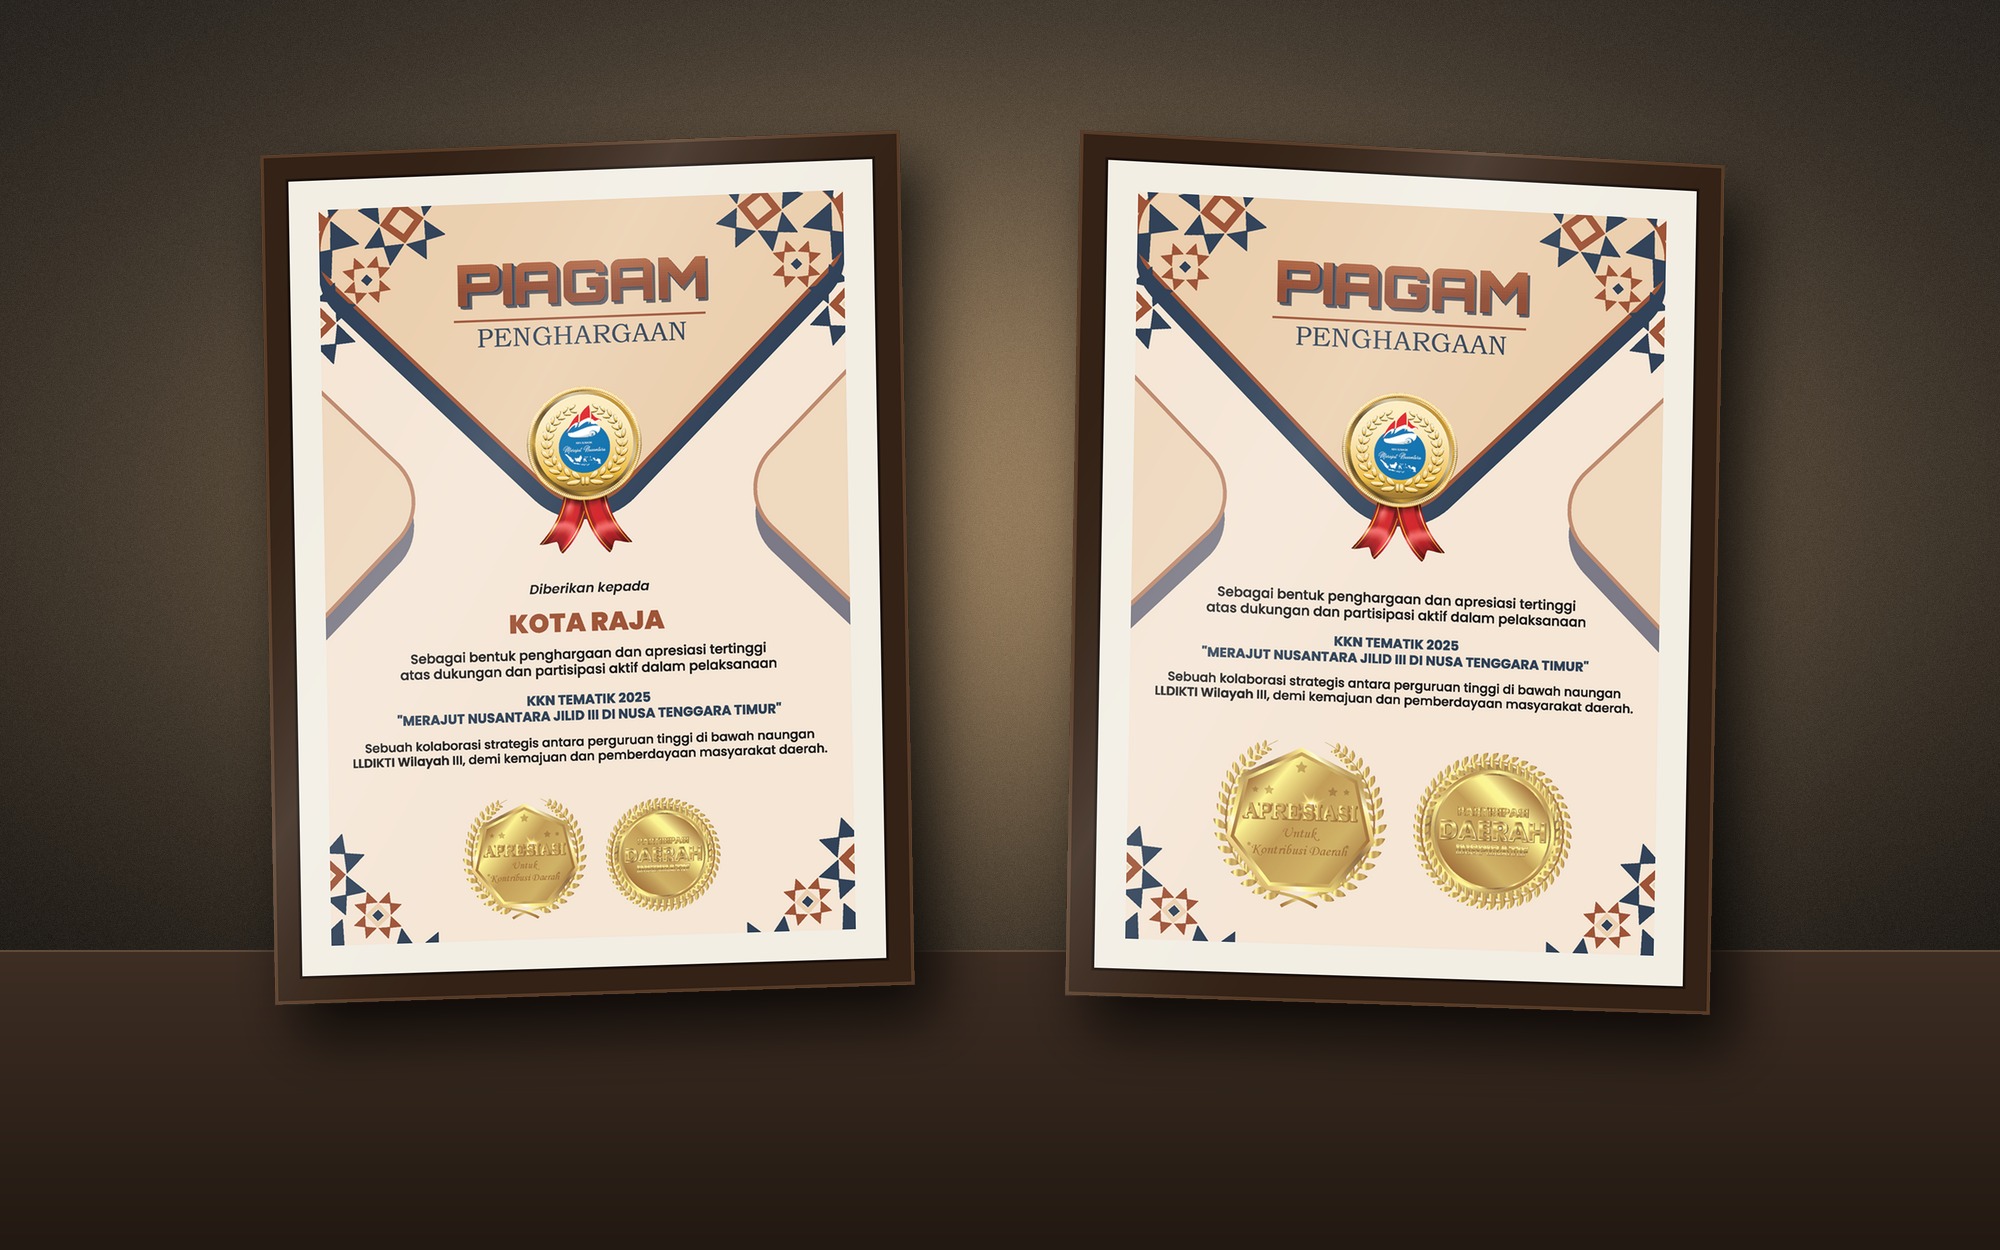 PIAGAM
PENGHARGAAN
Merajut Nusantara
Diberikan kepada
KOTA RAJA
Sebagai bentuk penghargaan dan apresiasi tertinggi
atas dukungan dan partisipasi aktif dalam pelaksanaan
KKN TEMATIK 2025
"MERAJUT NUSANTARA JILID III DI NUSA TENGGARA TIMUR"
Sebuah kolaborasi strategis antara perguruan tinggi di bawah naungan
LLDIKTI Wilayah III, demi kemajuan dan pemberdayaan masyarakat daerah.
APRESIASI
Untuk
"Kontribusi Daerah
DAERAH
PIAGAM
PENGHARGAAN
Merajut Nusantara
Sebagai bentuk penghargaan dan apresiasi tertinggi
atas dukungan dan partisipasi aktif dalam pelaksanaan
KKN TEMATIK 2025
"MERAJUT NUSANTARA JILID III DI NUSA TENGGARA TIMUR"
Sebuah kolaborasi strategis antara perguruan tinggi di bawah naungan
LLDIKTI Wilayah III, demi kemajuan dan pemberdayaan masyarakat daerah.
APRESIASI
Untuk
"Kontribusi Daerah
DAERAH